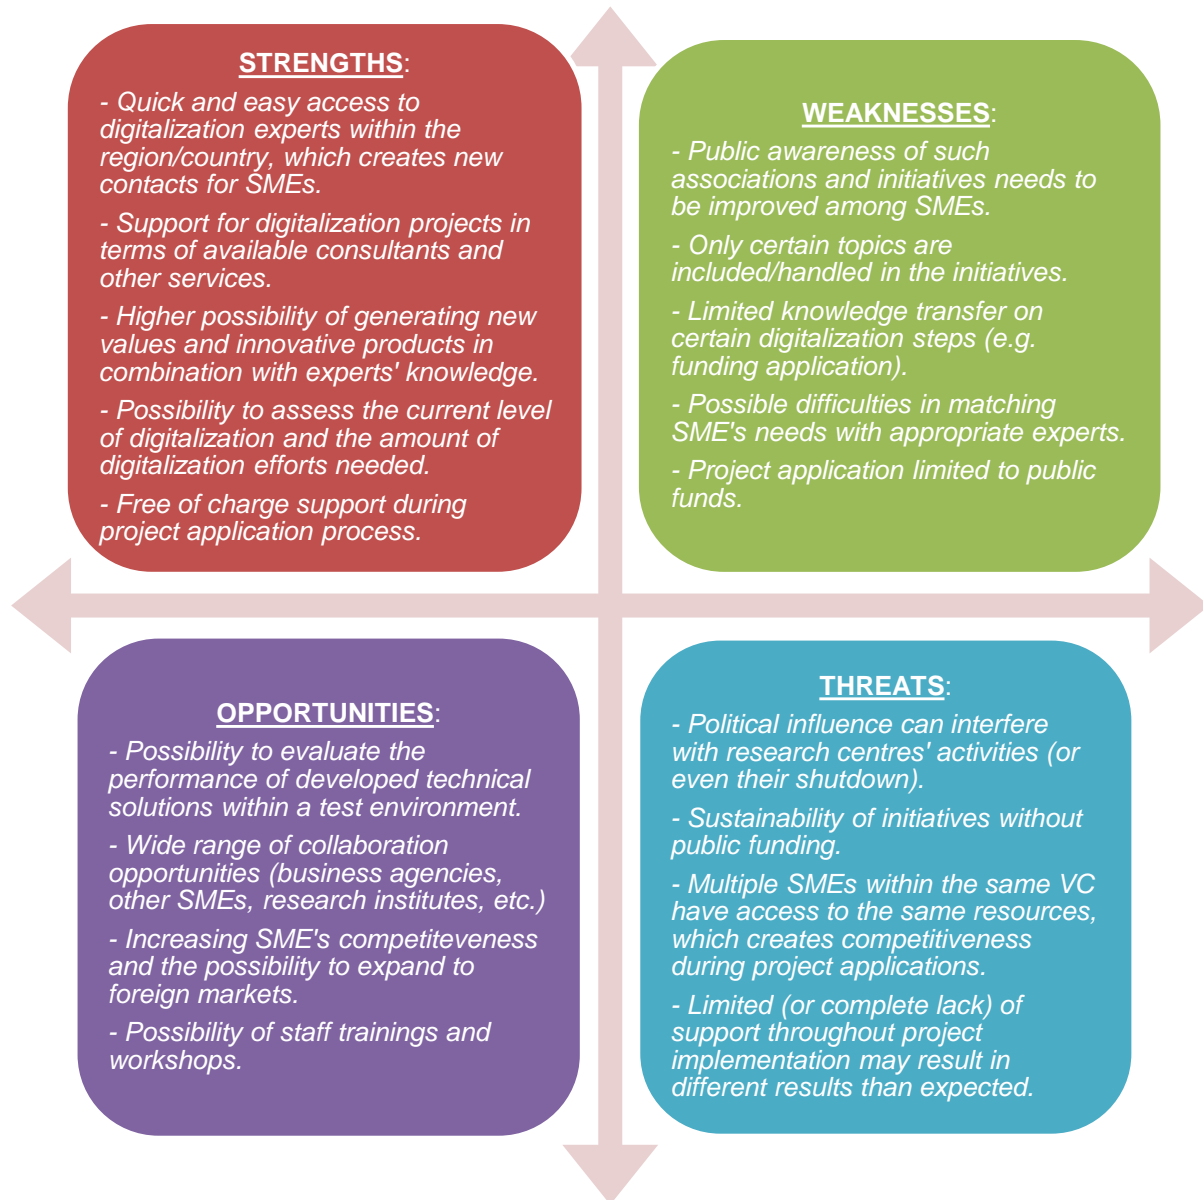 STRENGTHS:
- Quick and easy access to
digitalization experts within the
region/country, which creates new
contacts for SMEs.
- Support for digitalization projects in
terms of available consultants and
other services.
- Higher possibility of generating new
values and innovative products in
combination with experts' knowledge.
- Possibility to assess the current level
of digitalization and the amount of
digitalization efforts needed.
- Free of charge support during
project application process.
WEAKNESSES:
- Public awareness of such
associations and initiatives needs to
be improved among SMEs.
- Only certain topics are
included/handled in the initiatives.
- Limited knowledge transfer on
certain digitalization steps (e.g.
funding application).
- Possible difficulties in matching
SME's needs with appropriate experts.
- Project application limited to public
funds.
OPPORTUNITIES:
- Possibility to evaluate the
performance of developed technical
solutions within a test environment.
- Wide range of collaboration
opportunities (business agencies,
other SMEs, research institutes, etc.)
- Increasing SME's competiteveness
and the possibility to expand to
foreign markets.
- Possibility of staff trainings and
workshops.
THREATS:
- Political influence can interfere
with research centres' activities (or
even their shutdown).
- Sustainability of initiatives without
public funding.
- Multiple SMEs within the same VC
have access to the same resources,
which creates competitiveness
during project applications.
- Limited (or complete lack) of
support throughout project
implementation may result in
different results than expected.